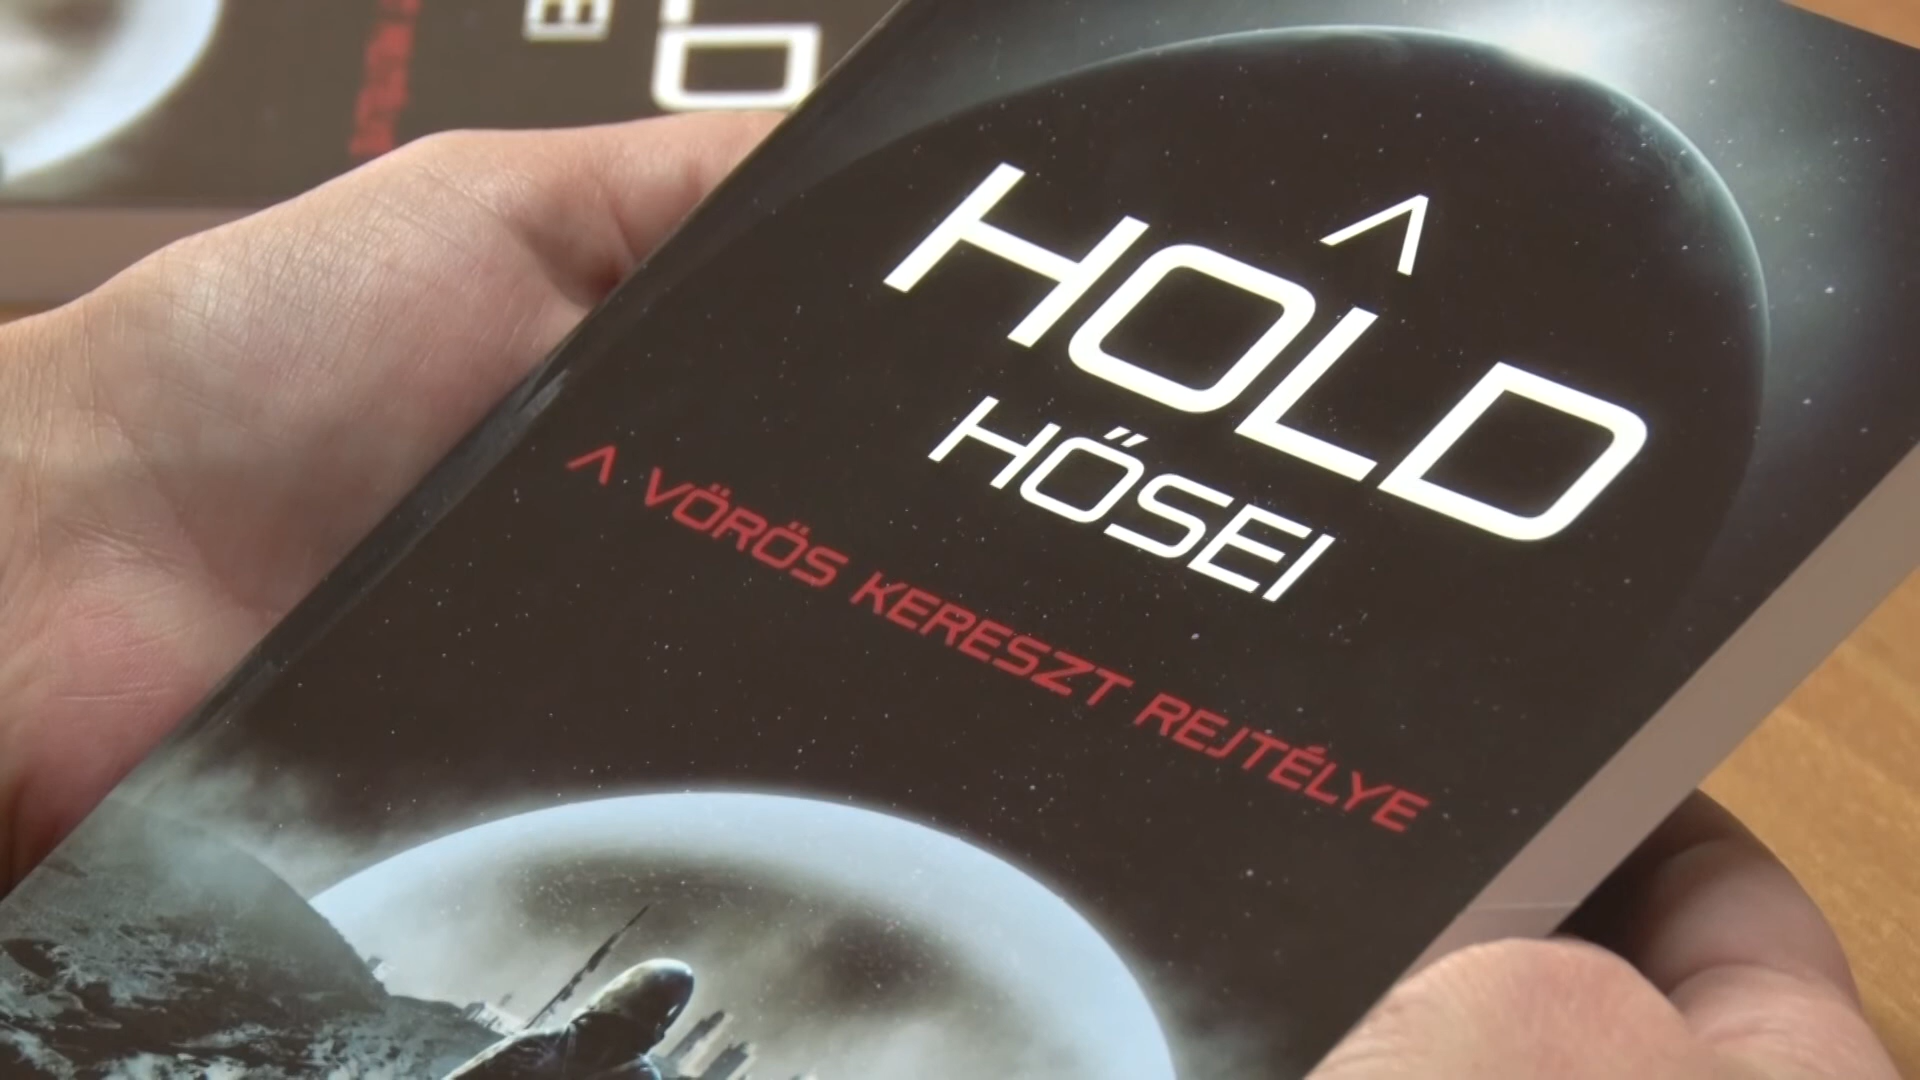 A
HOLD
HŐSEI
A VÖRÖS KERESZT REJTÉLYE